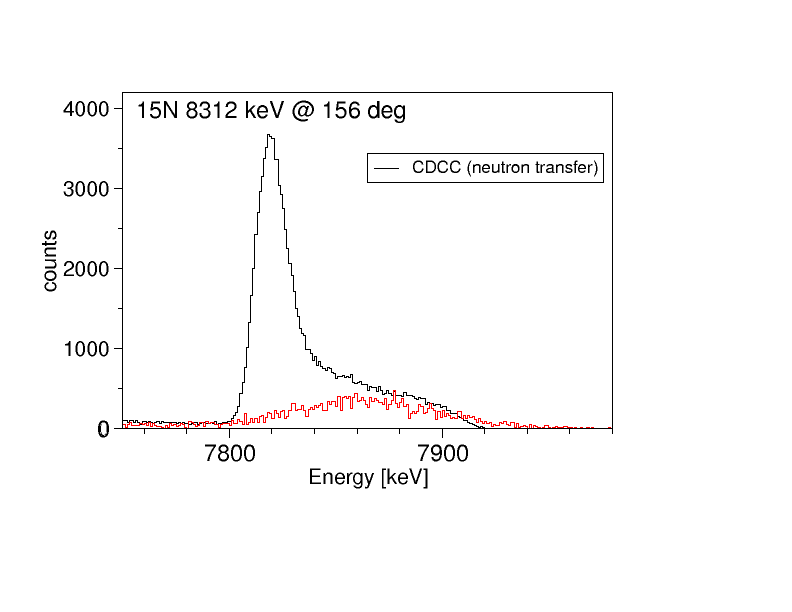 15N 8312 keV @ 156 deg
CDCC (neutron transfer)
counts
4000
3000
2000
1000
0
7800
7900
Energy [keV]